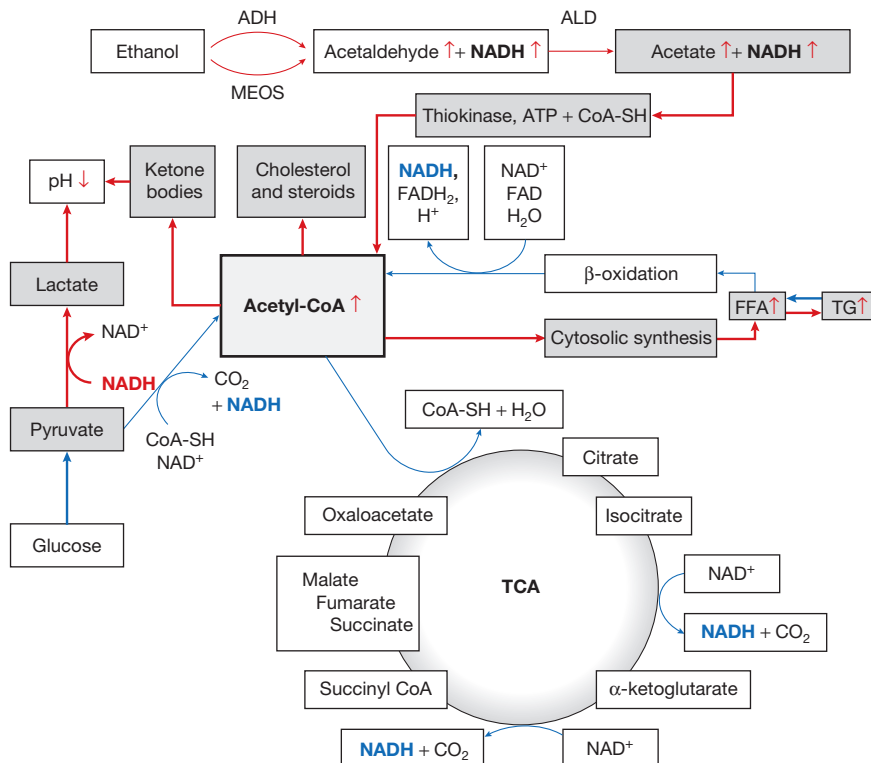 ADH
ALD
Ethanol
Acetaldehyde ↑ + NADH ↑
Acetate ↑ + NADH ↑
MEOS
Thiokinase, ATP + CoA-SH
pH ↓
Ketone
bodies
Cholesterol
and steroids
NADH,
FADH₂,
H⁺
NAD⁺
FAD
H₂O
Lactate
β-oxidation
Acetyl-CoA ↑
FFA↑
TG↑
NAD⁺
Cytosolic synthesis
NADH
CO₂
+ NADH
Pyruvate
CoA-SH
NAD⁺
CoA-SH + H₂O
Citrate
Oxaloacetate
Isocitrate
Glucose
NAD⁺
Malate
Fumarate
Succinate
TCA
NADH + CO₂
Succinyl CoA
α-ketoglutarate
NADH + CO₂
NAD⁺